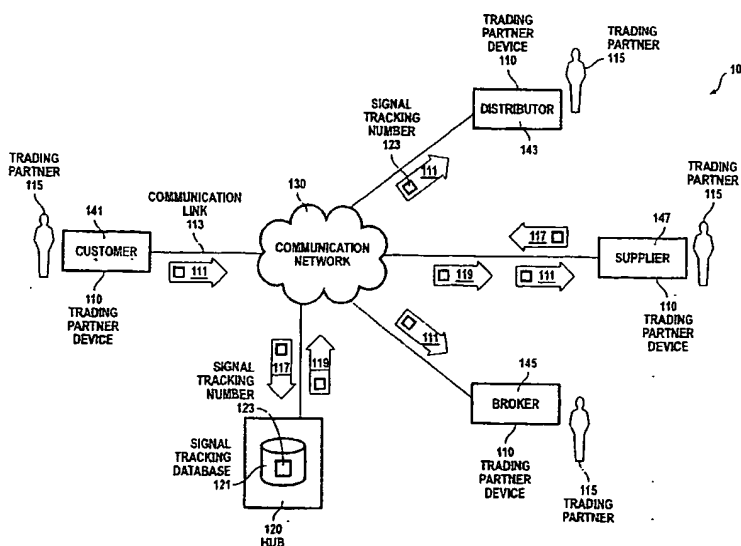 TRADING
PARTNER
DEVICE
110
TRADING
PARTNER
115
10
DISTRIBUTOR
143
SIGNAL
TRACKING
NUMBER
123
111
TRADING
PARTNER
115
141
CUSTOMER
110
TRADING
PARTNER
DEVICE
COMMUNICATION
LINK
113
111
130
COMMUNICATION
NETWORK
117
119
111
TRADING
PARTNER
115
147
SUPPLIER
110
TRADING
PARTNER
DEVICE
111
145
BROKER
110
TRADING
PARTNER
DEVICE
115
TRADING
PARTNER
117
119
SIGNAL
TRACKING
NUMBER
123
SIGNAL
TRACKING
DATABASE
121
120
HUB